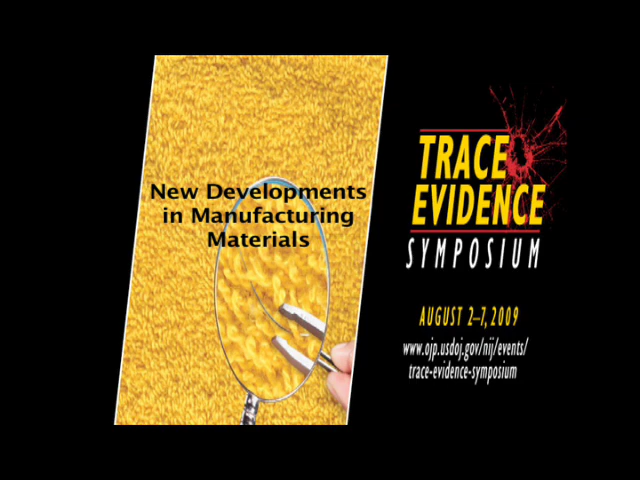 New Developments
in Manufacturing
Materials
TRACE
EVIDENCE
SYMPOSIUM
AUGUST 2–7, 2009
www.ojp.usdoj.gov/nij/events/
trace-evidence-symposium